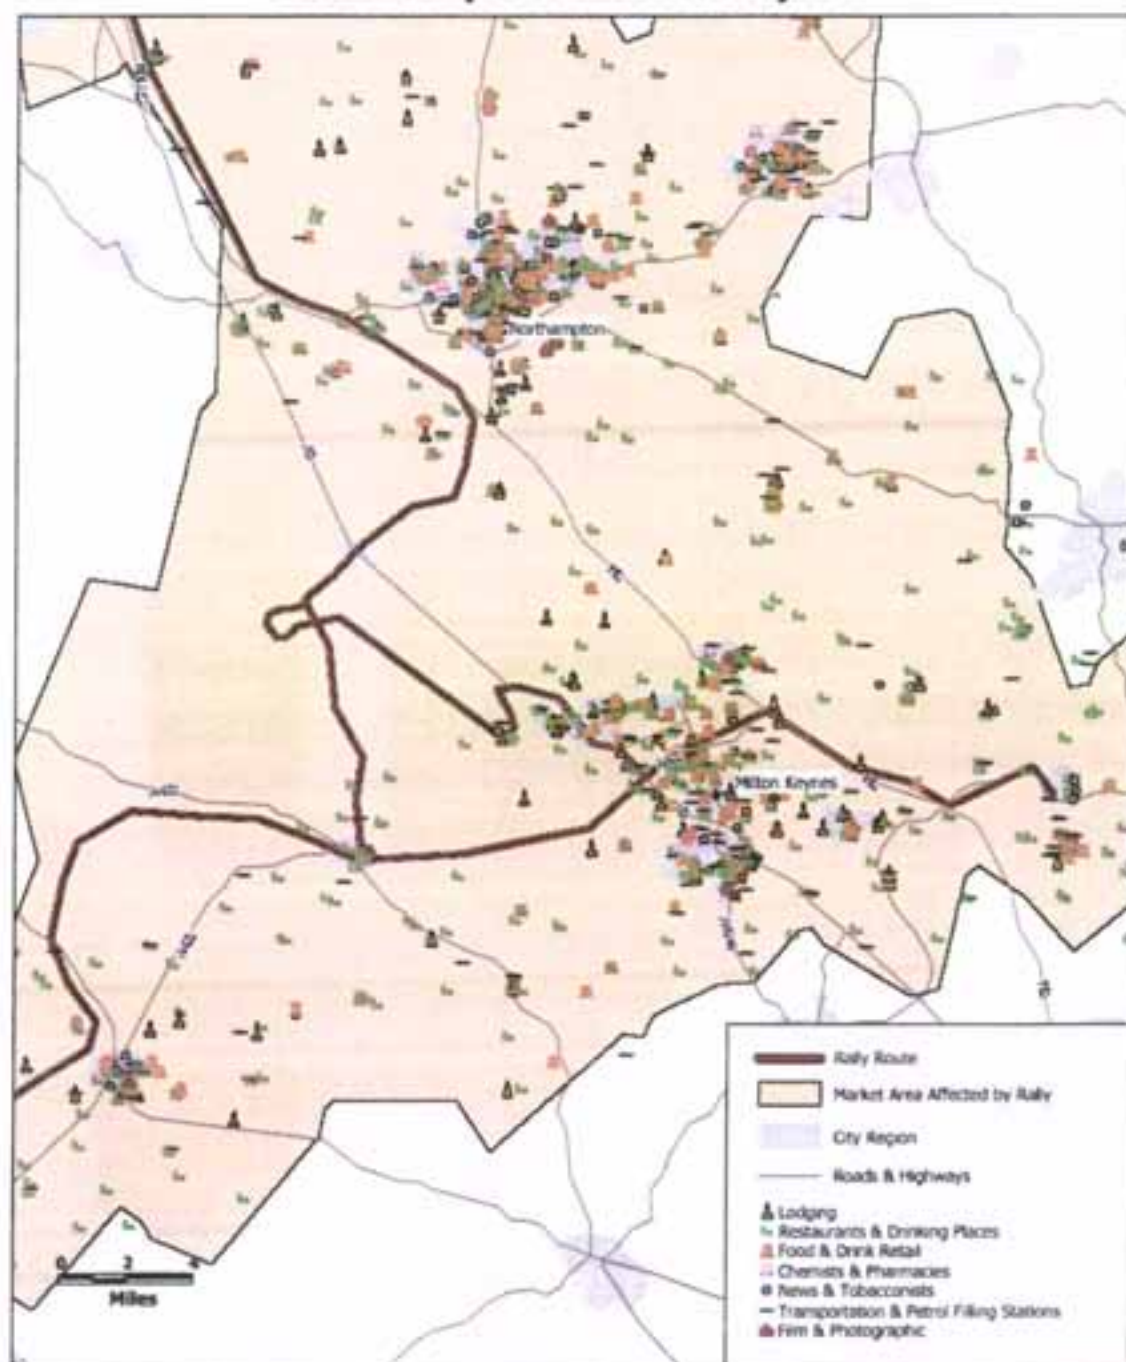 Northampton
Milton Keynes
Rally Route
Market Area Affected by Rally
City Region
Roads & Highways
Lodging
Restaurants & Drinking Places
Food & Drink Retail
Chemists & Pharmacies
News & Tobacconists
Transportation & Petrol Filling Stations
Film & Photographic
0 2 4
Miles